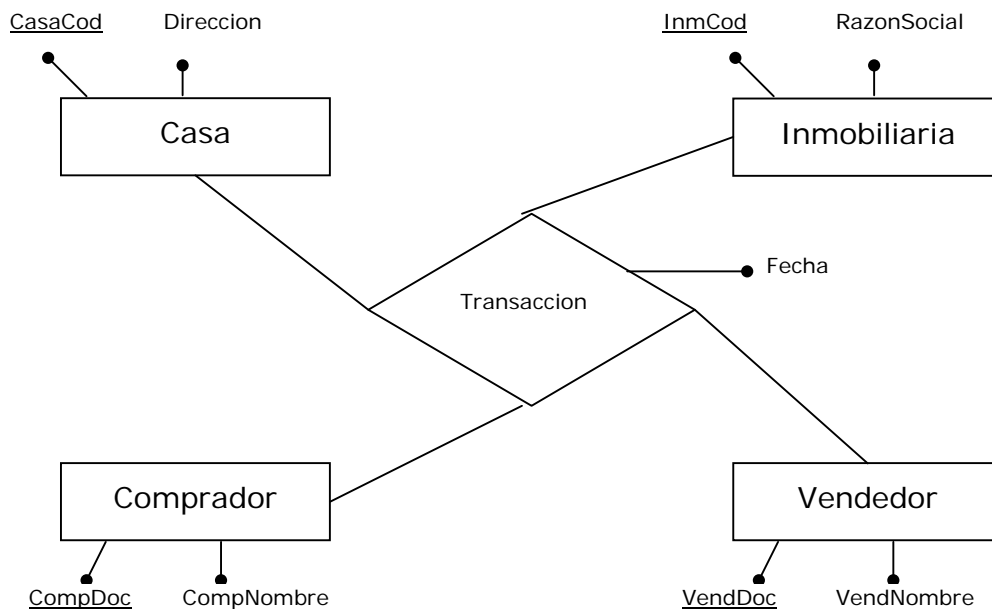 CasaCod Direccion InmCod RazonSocial
Casa Inmobiliaria
Fecha
Transaccion
Comprador Vendedor
CompDoc CompNombre VendDoc VendNombre